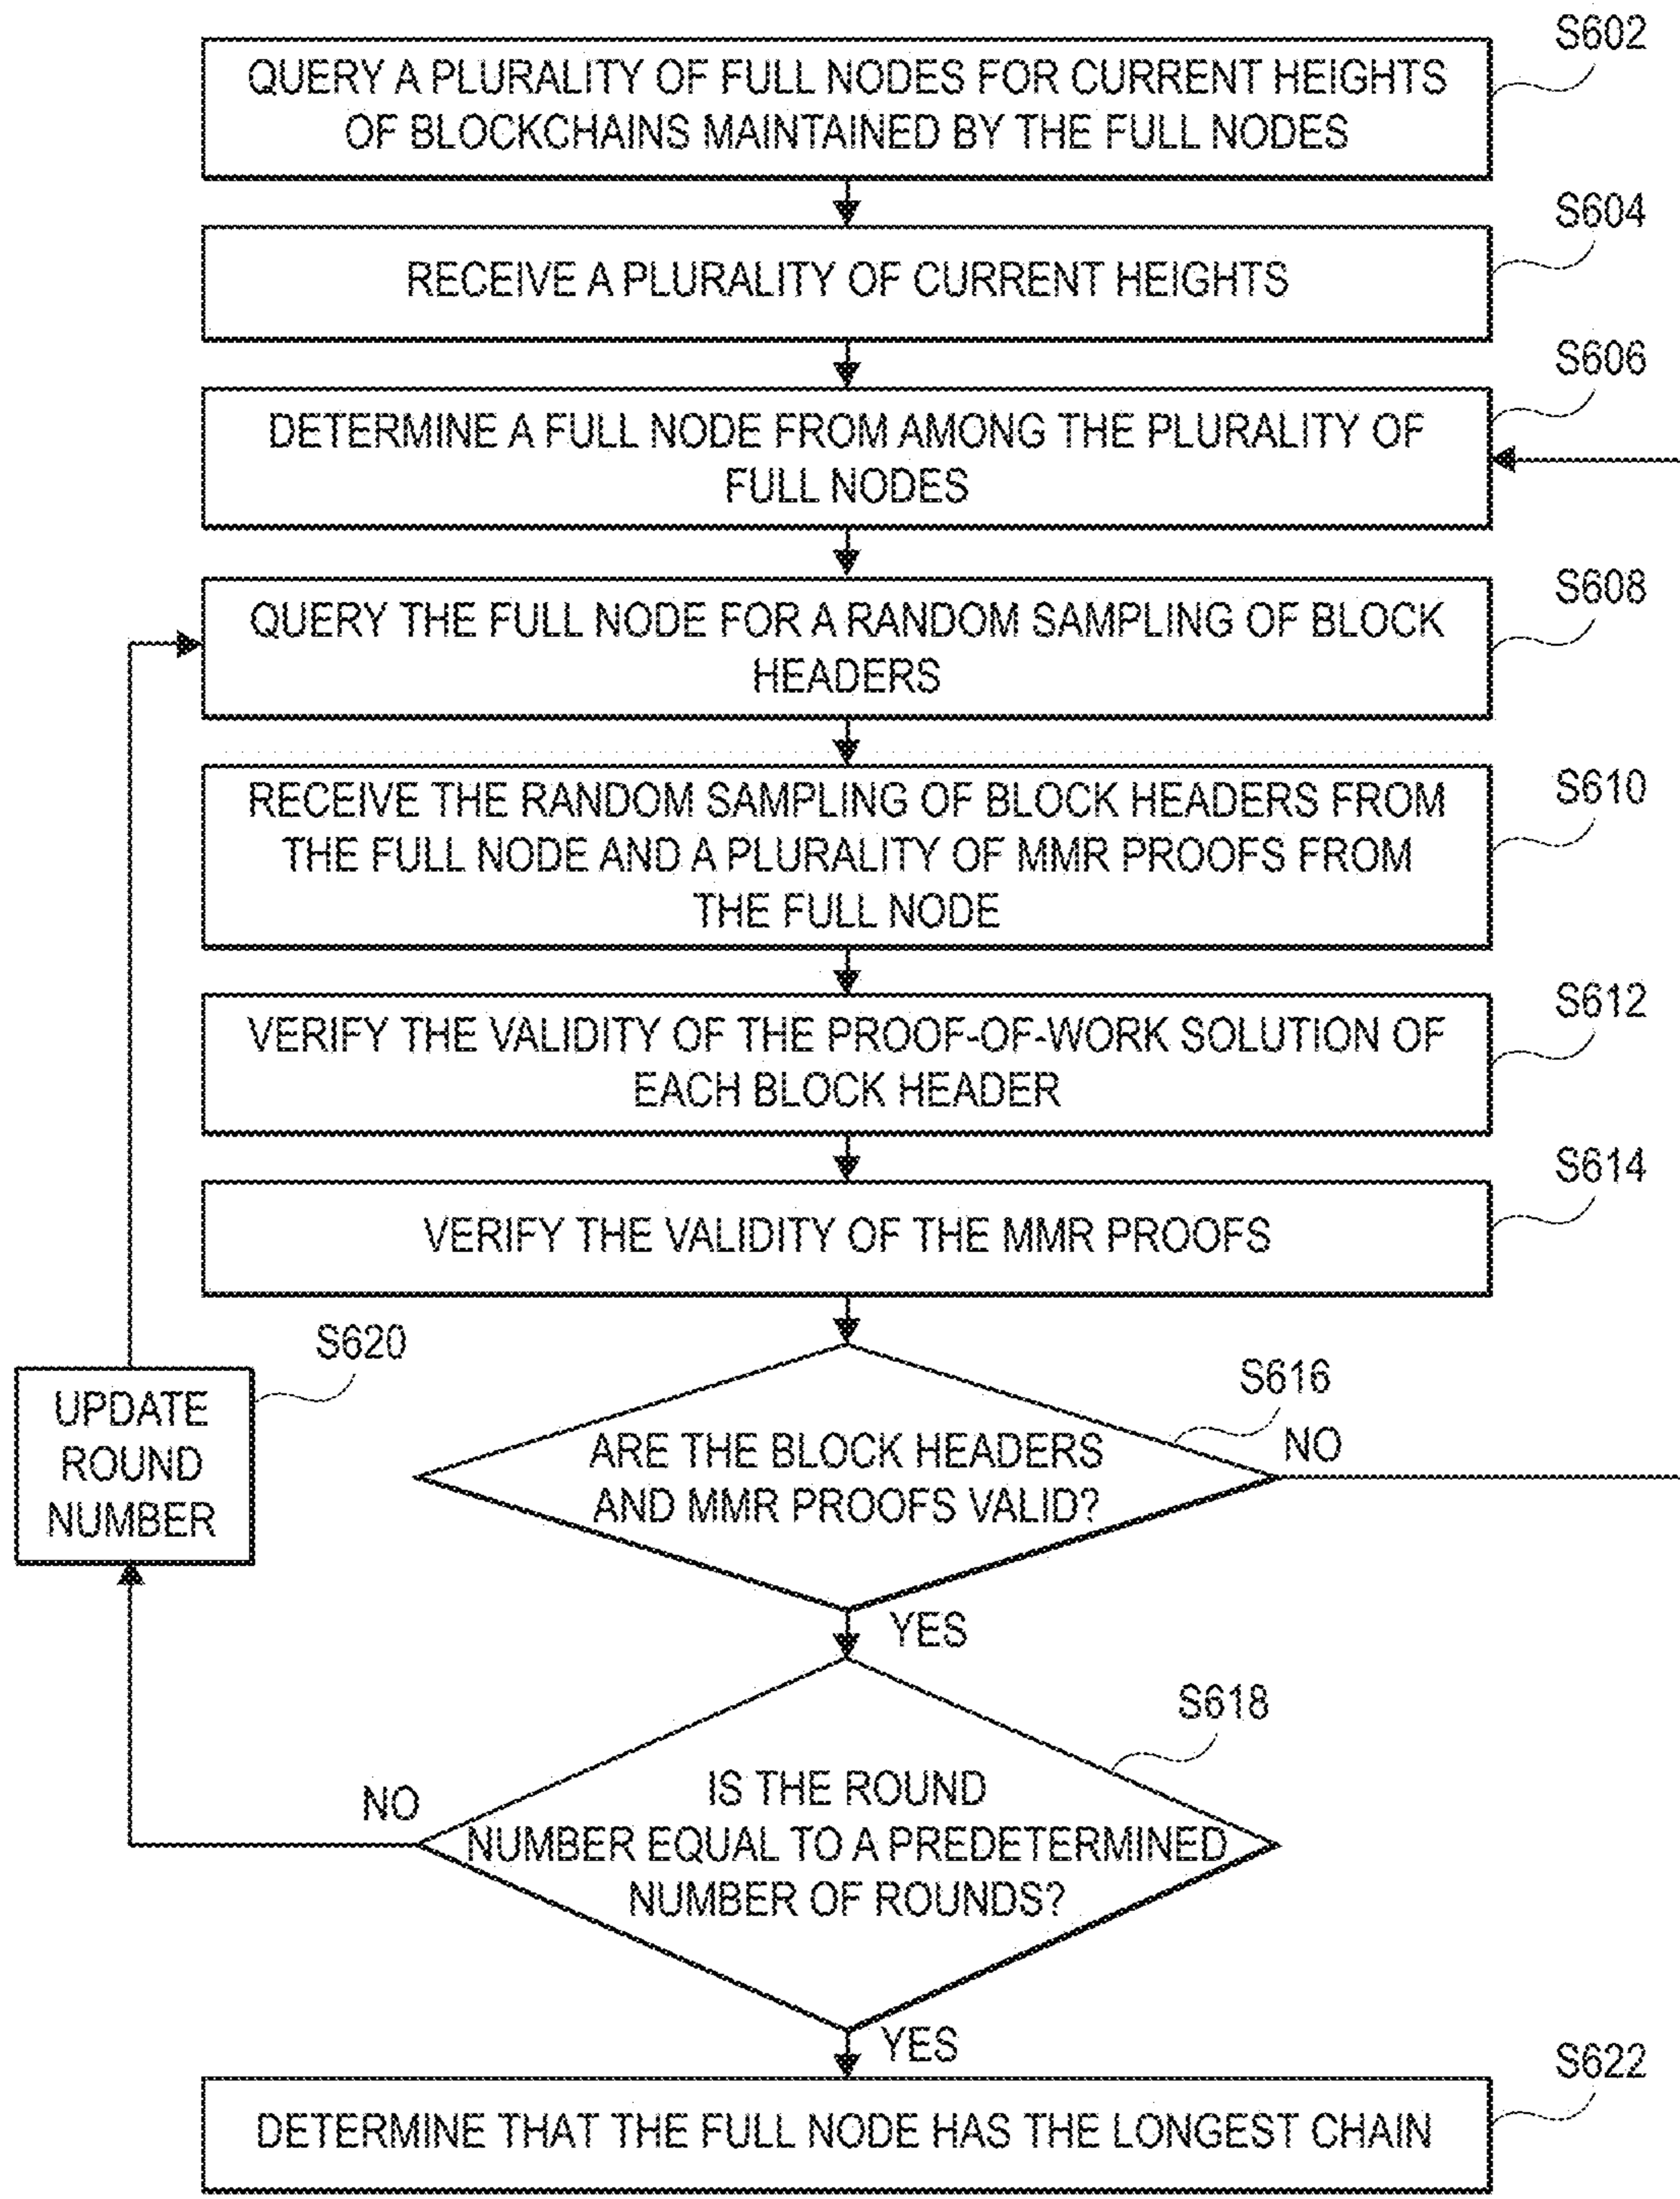 S602
QUERY A PLURALITY OF FULL NODES FOR CURRENT HEIGHTS
OF BLOCKCHAINS MAINTAINED BY THE FULL NODES
S604
RECEIVE A PLURALITY OF CURRENT HEIGHTS
S606
DETERMINE A FULL NODE FROM AMONG THE PLURALITY OF
FULL NODES
S608
QUERY THE FULL NODE FOR A RANDOM SAMPLING OF BLOCK
HEADERS
S610
RECEIVE THE RANDOM SAMPLING OF BLOCK HEADERS FROM
THE FULL NODE AND A PLURALITY OF MMR PROOFS FROM
THE FULL NODE
S612
VERIFY THE VALIDITY OF THE PROOF-OF-WORK SOLUTION OF
EACH BLOCK HEADER
S614
VERIFY THE VALIDITY OF THE MMR PROOFS
S620
UPDATE
ROUND
NUMBER
S616
ARE THE BLOCK HEADERS
AND MMR PROOFS VALID?
NO
YES
S618
IS THE ROUND
NUMBER EQUAL TO A PREDETERMINED
NUMBER OF ROUNDS?
NO
YES
S622
DETERMINE THAT THE FULL NODE HAS THE LONGEST CHAIN